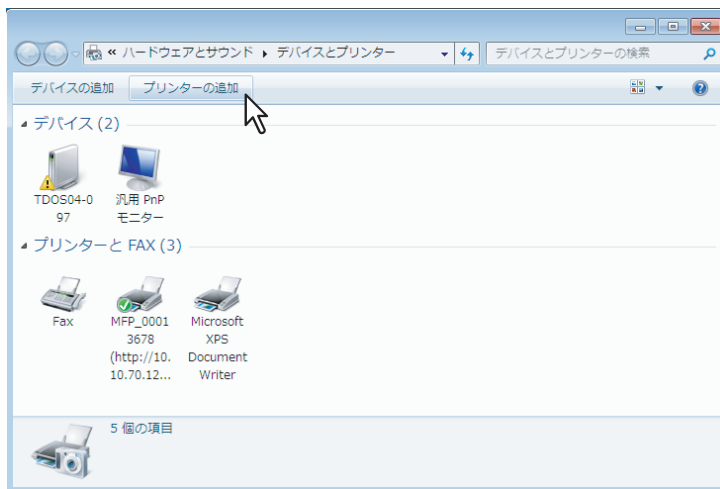 « ハードウェアとサウンド ▸ デバイスとプリンター
デバイスとプリンターの検索
デバイスの追加 プリンターの追加
デバイス (2)
TDOS04-0
97
汎用 PnP
モニター
プリンターと FAX (3)
Fax
MFP_0001
3678
(http://10.
10.70.12...
Microsoft
XPS
Document
Writer
5 個の項目